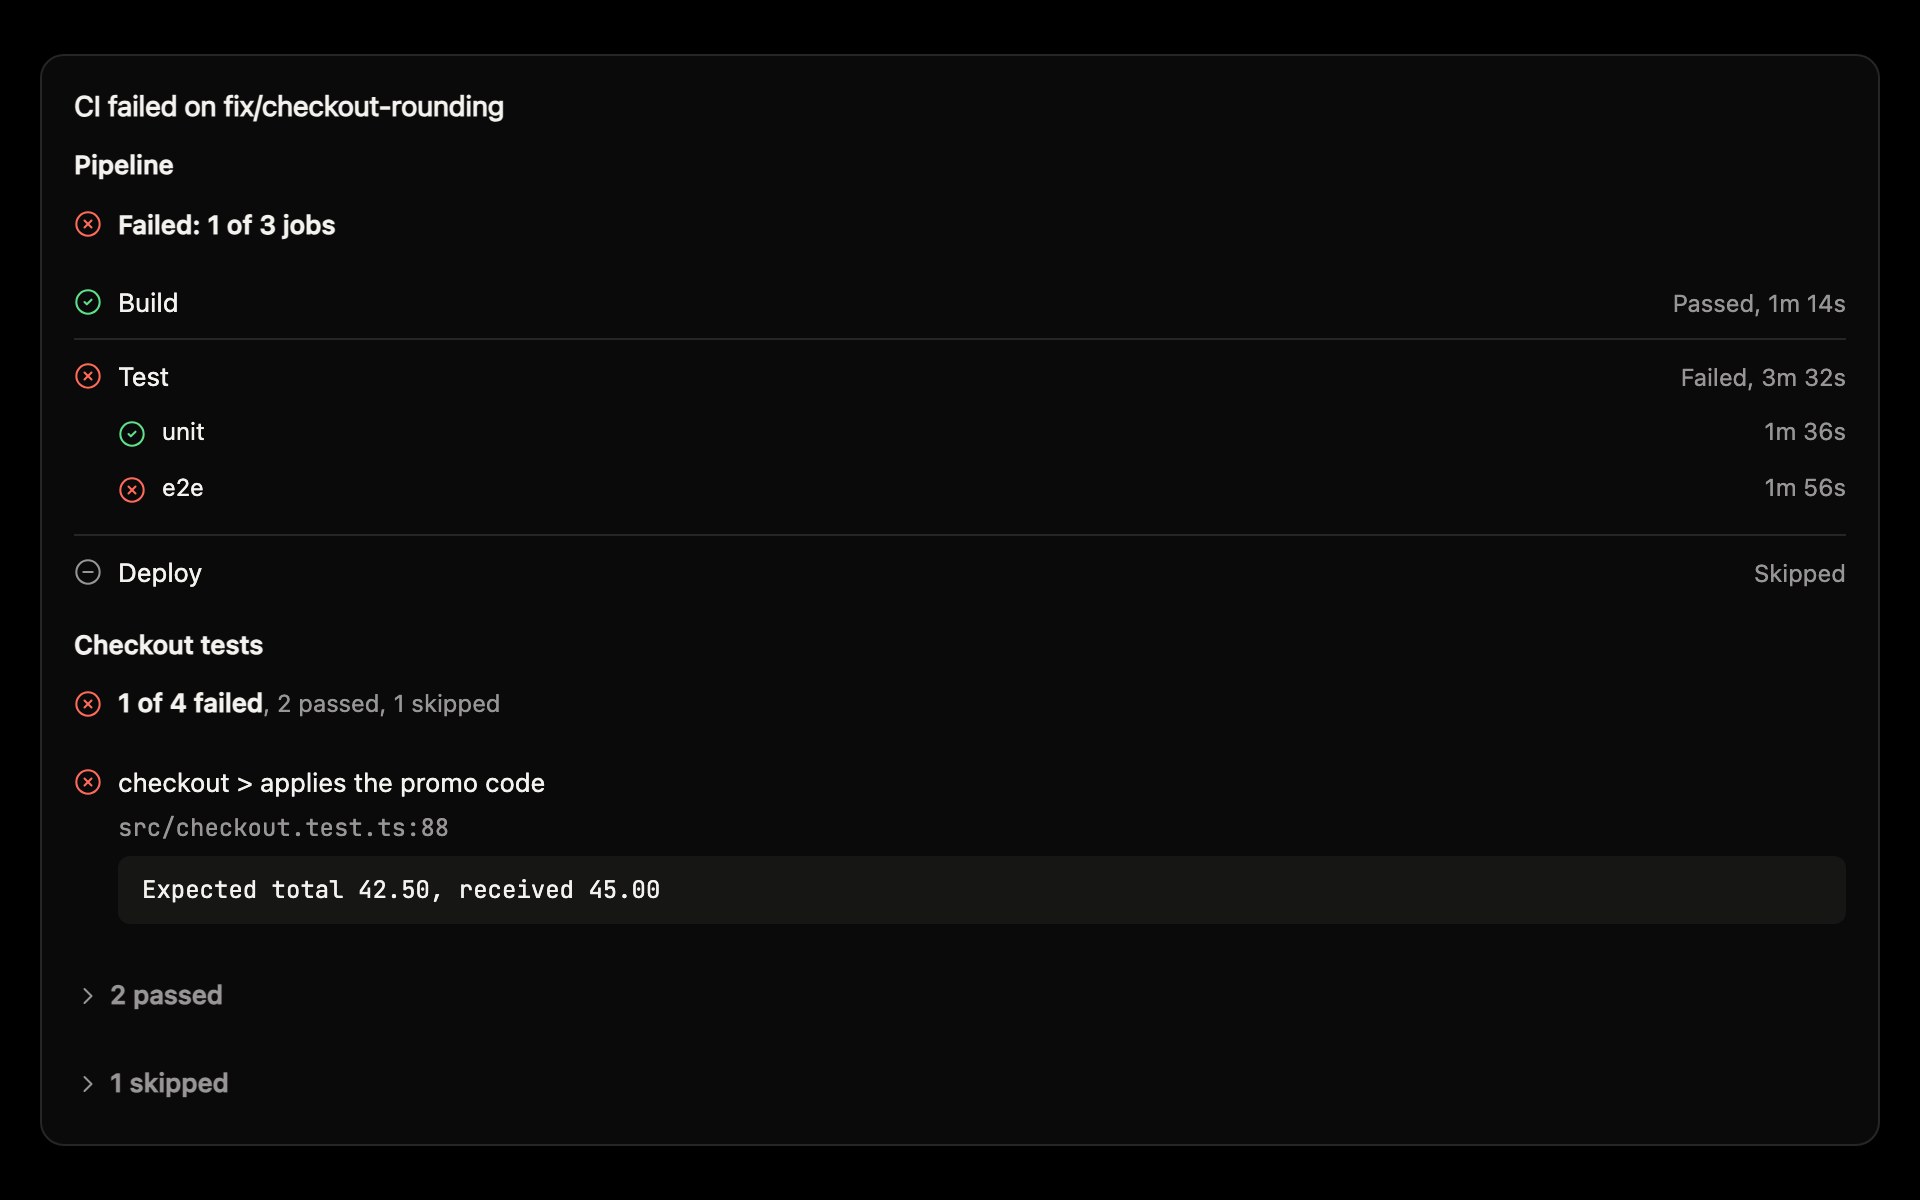 CI failed on fix/checkout-rounding
Pipeline
Failed: 1 of 3 jobs
Build Passed, 1m 14s
Test Failed, 3m 32s
unit 1m 36s
e2e 1m 56s
Deploy Skipped
Checkout tests
1 of 4 failed, 2 passed, 1 skipped
checkout > applies the promo code
src/checkout.test.ts:88
Expected total 42.50, received 45.00
2 passed
1 skipped